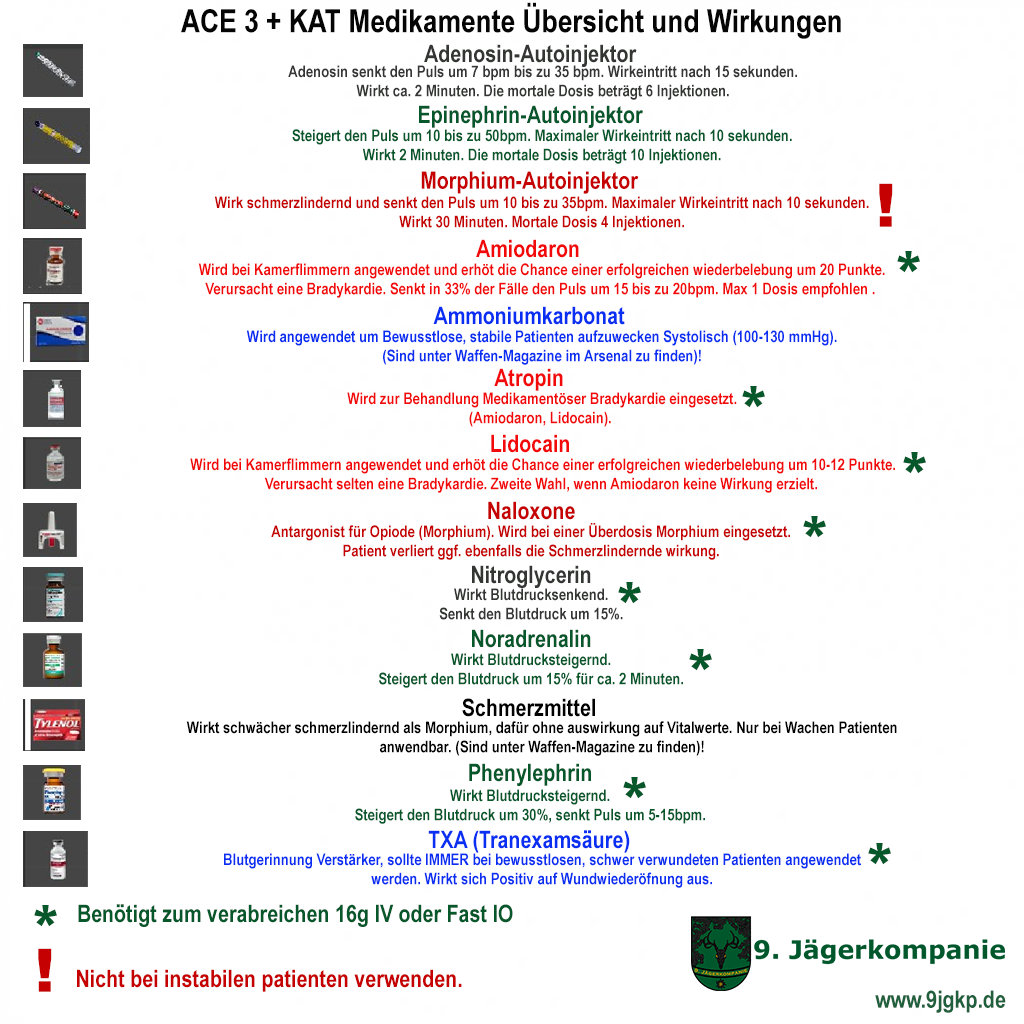 ACE 3 + KAT Medikamente Übersicht und Wirkungen
Adenosin-Autoinjektor
Adenosin senkt den Puls um 7 bpm bis zu 35 bpm. Wirkeintritt nach 15 sekunden.
Wirkt ca. 2 Minuten. Die mortale Dosis beträgt 6 Injektionen.
Epinephrin-Autoinjektor
Steigert den Puls um 10 bis zu 50bpm. Maximaler Wirkeintritt nach 10 sekunden.
Wirkt 2 Minuten. Die mortale Dosis beträgt 10 Injektionen.
Morphium-Autoinjektor
Wirk schmerzlindernd und senkt den Puls um 10 bis zu 35bpm. Maximaler Wirkeintritt nach 10 sekunden. !
Wirkt 30 Minuten. Mortale Dosis 4 Injektionen.
Amiodaron
Wird bei Kamerflimmern angewendet und erhöt die Chance einer erfolgreichen wiederbelebung um 20 Punkte. *
Verursacht eine Bradykardie. Senkt in 33% der Fälle den Puls um 15 bis zu 20bpm. Max 1 Dosis empfohlen .
Ammoniumkarbonat
Wird angewendet um Bewusstlose, stabile Patienten aufzuwecken Systolisch (100-130 mmHg).
(Sind unter Waffen-Magazine im Arsenal zu finden)!
Atropin
Wird zur Behandlung Medikamentöser Bradykardie eingesetzt. *
(Amiodaron, Lidocain).
Lidocain
Wird bei Kamerflimmern angewendet und erhöt die Chance einer erfolgreichen wiederbelebung um 10-12 Punkte. *
Verursacht selten eine Bradykardie. Zweite Wahl, wenn Amiodaron keine Wirkung erzielt.
Naloxone
Antargonist für Opiode (Morphium). Wird bei einer Überdosis Morphium eingesetzt. *
Patient verliert ggf. ebenfalls die Schmerzlindernde wirkung.
Nitroglycerin
Wirkt Blutdrucksenkend. *
Senkt den Blutdruck um 15%.
Noradrenalin
Wirkt Blutdrucksteigernd. *
Steigert den Blutdruck um 15% für ca. 2 Minuten.
TYLENOL
Schmerzmittel
Wirkt schwächer schmerzlindernd als Morphium, dafür ohne auswirkung auf Vitalwerte. Nur bei Wachen Patienten
anwendbar. (Sind unter Waffen-Magazine zu finden)!
Phenylephrin
Wirkt Blutdrucksteigernd. *
Steigert den Blutdruck um 30%, senkt Puls um 5-15bpm.
TXA (Tranexamsäure)
Blutgerinnung Verstärker, sollte IMMER bei bewusstlosen, schwer verwundeten Patienten angewendet *
werden. Wirkt sich Positiv auf Wundwiederöfnung aus.
* Benötigt zum verabreichen 16g IV oder Fast IO
! Nicht bei instabilen patienten verwenden.
9. JÄGERKOMPANIE
9. Jägerkompanie
www.9jgkp.de